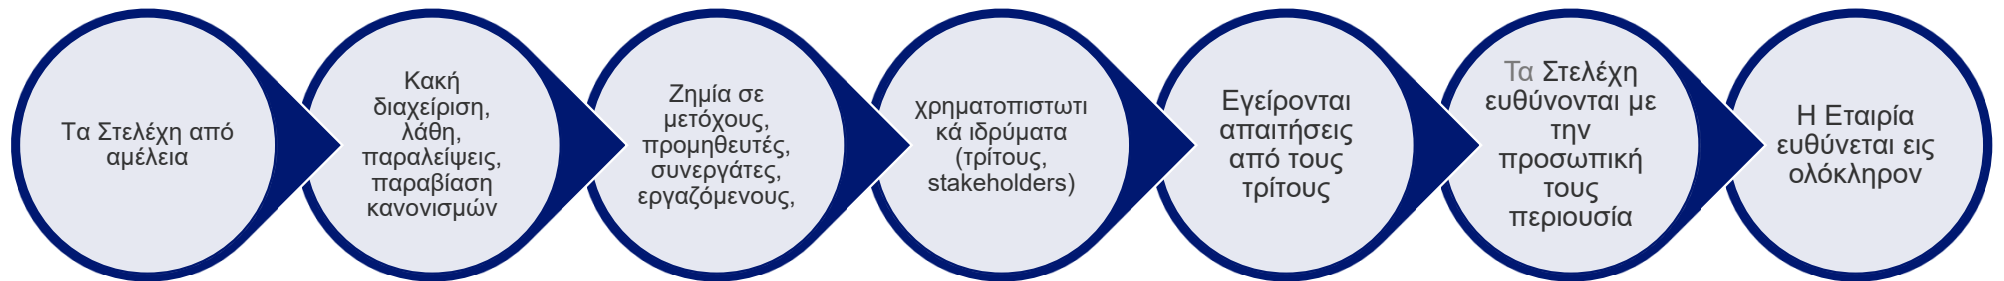 Τα Στελέχη από
αμέλεια
Κακή
διαχείριση,
λάθη,
παραλείψεις,
παραβίαση
κανονισμών
Ζημία σε
μετόχους,
προμηθευτές,
συνεργάτες,
εργαζόμενους,
χρηματοπιστωτι
κά ιδρύματα
(τρίτους,
stakeholders)
Εγείρονται
απαιτήσεις
από τους
τρίτους
Τα Στελέχη
ευθύνονται με
την
προσωπική
τους
περιουσία
Η Εταιρία
ευθύνεται εις
ολόκληρον